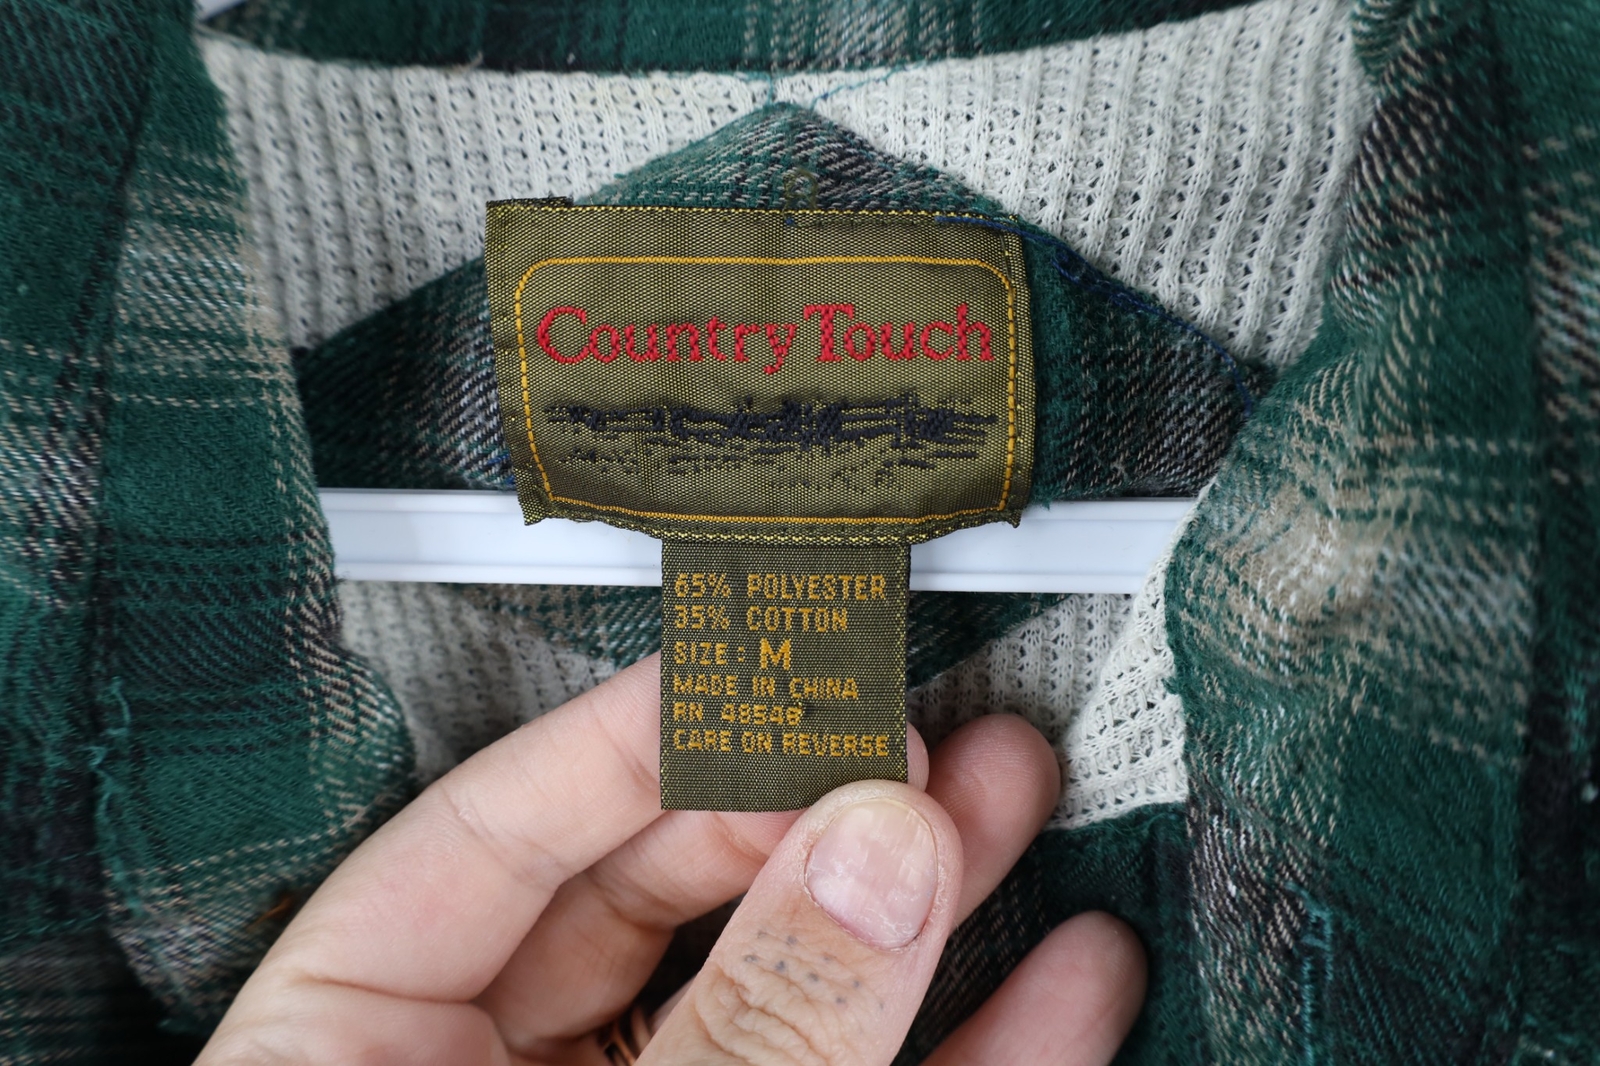 Country Touch
65% POLYESTER
35% COTTON
SIZE: M
MADE IN CHINA
RN 48548
CARE ON REVERSE